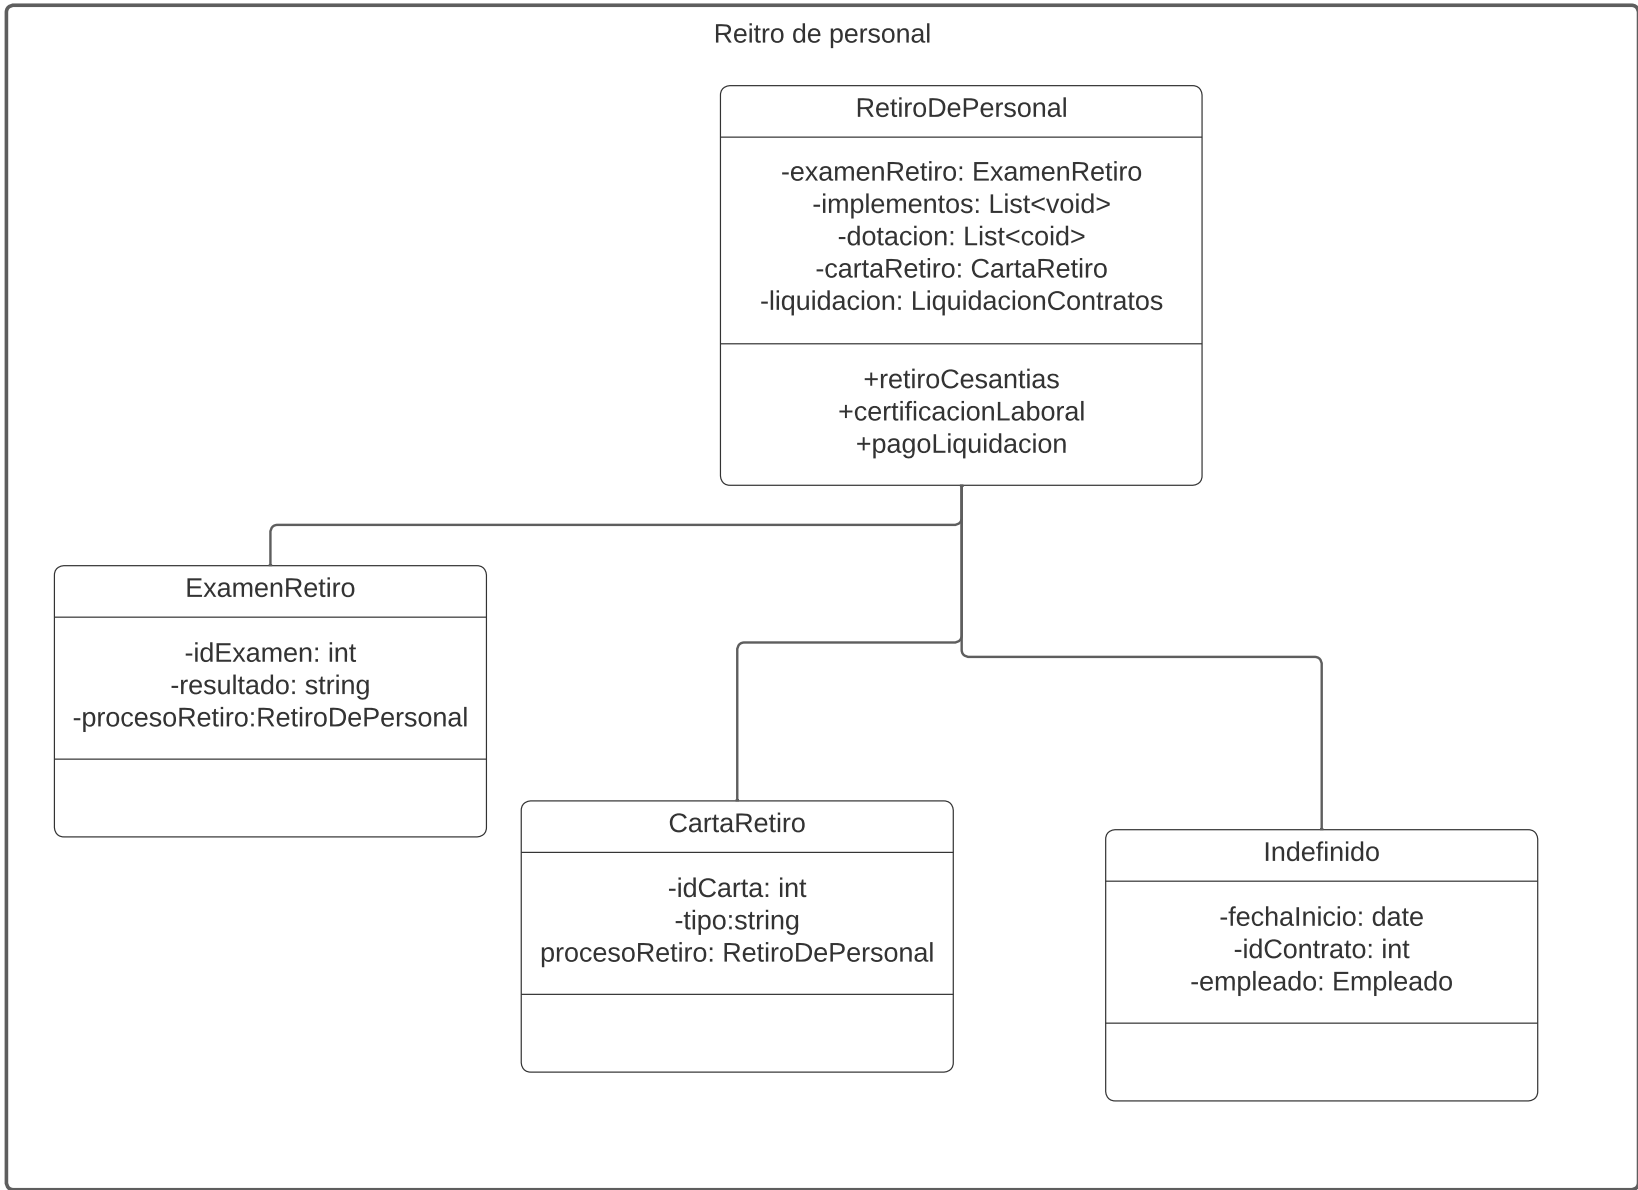 Reitro de personal
RetiroDePersonal
-examenRetiro: ExamenRetiro
-implementos: List<void>
-dotacion: List<coid>
-cartaRetiro: CartaRetiro
-liquidacion: LiquidacionContratos
+retiroCesantias
+certificacionLaboral
+pagoLiquidacion
ExamenRetiro
-idExamen: int
-resultado: string
-procesoRetiro:RetiroDePersonal
CartaRetiro
-idCarta: int
-tipo:string
procesoRetiro: RetiroDePersonal
Indefinido
-fechaInicio: date
-idContrato: int
-empleado: Empleado